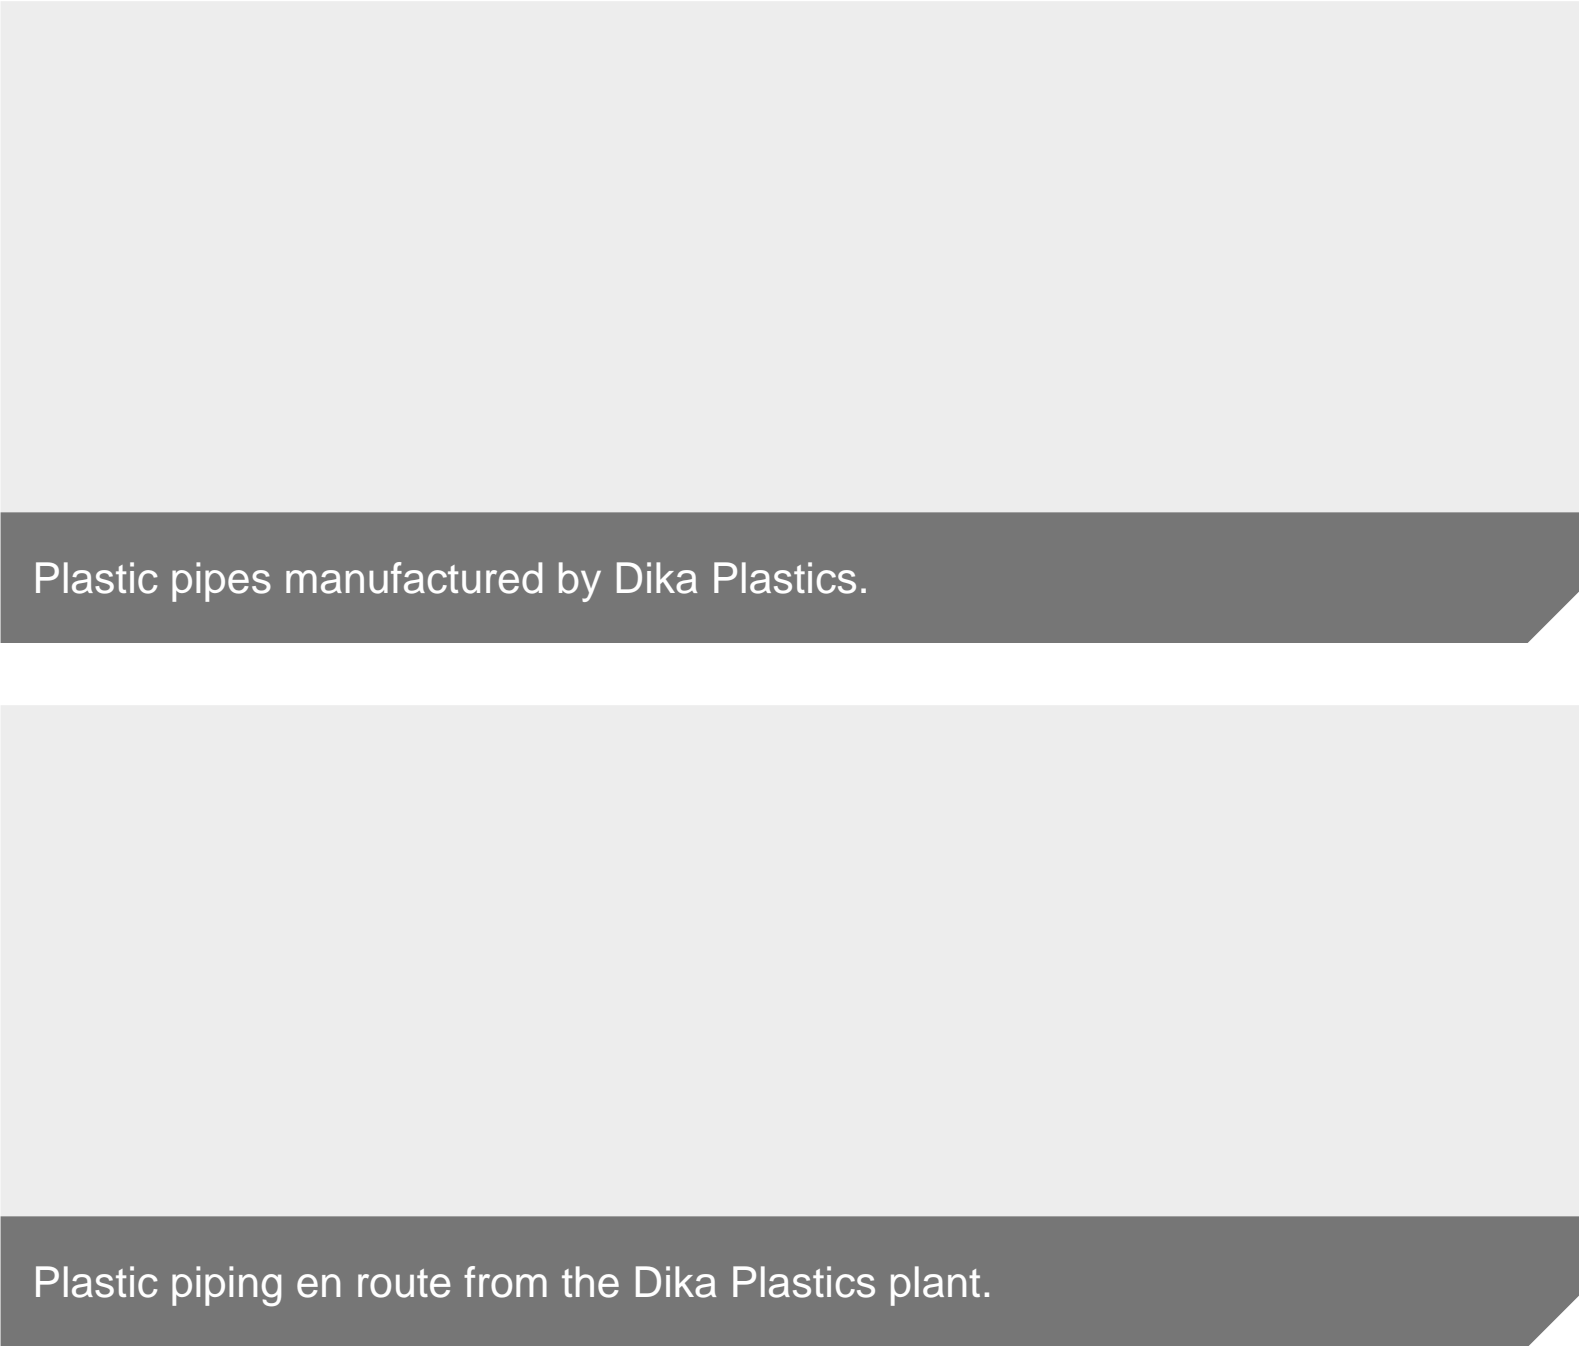 Plastic pipes manufactured by Dika Plastics.
Plastic piping en route from the Dika Plastics plant.